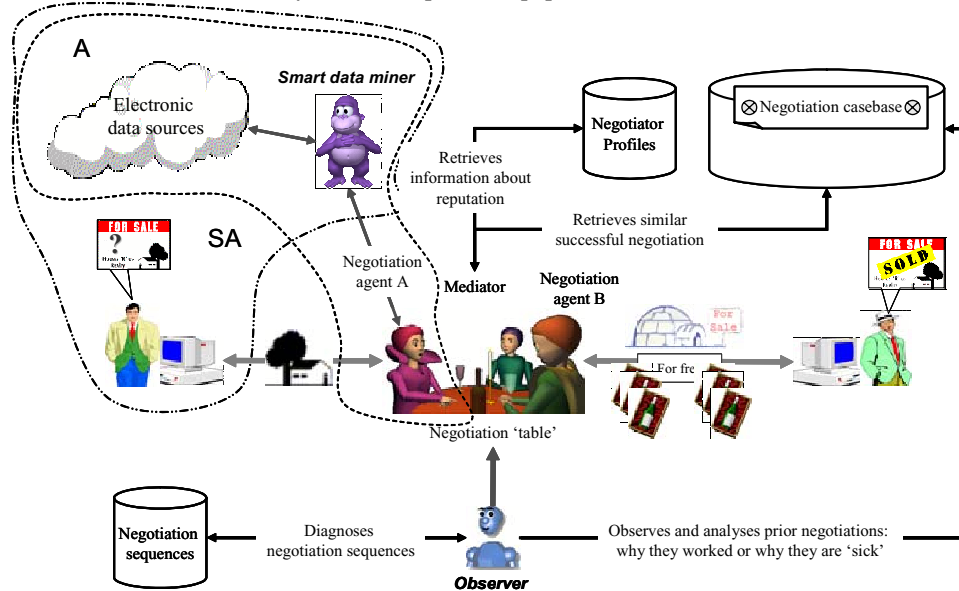 A
Smart data miner
Electronic
data sources
Negotiator
Profiles
Negotiation casebase
Retrieves
information about
reputation
Retrieves similar
successful negotiation
FOR SALE
?
SA
Negotiation
agent A
Mediator
Negotiation
agent B
For
Sale
FOR SALE
SOLD
! For fre
Negotiation 'table'
Negotiation
sequences
Diagnoses
negotiation sequences
Observes and analyses prior negotiations:
why they worked or why they are 'sick'
Observer